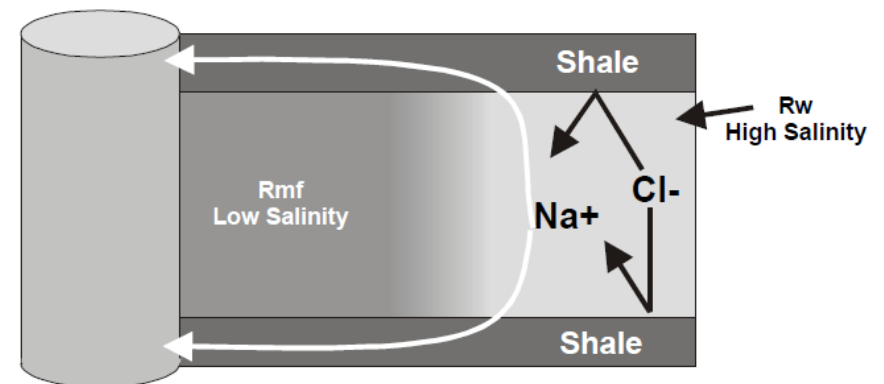 Shale
Rw
High Salinity
Rmf
Low Salinity
Cl-
Na+
Shale